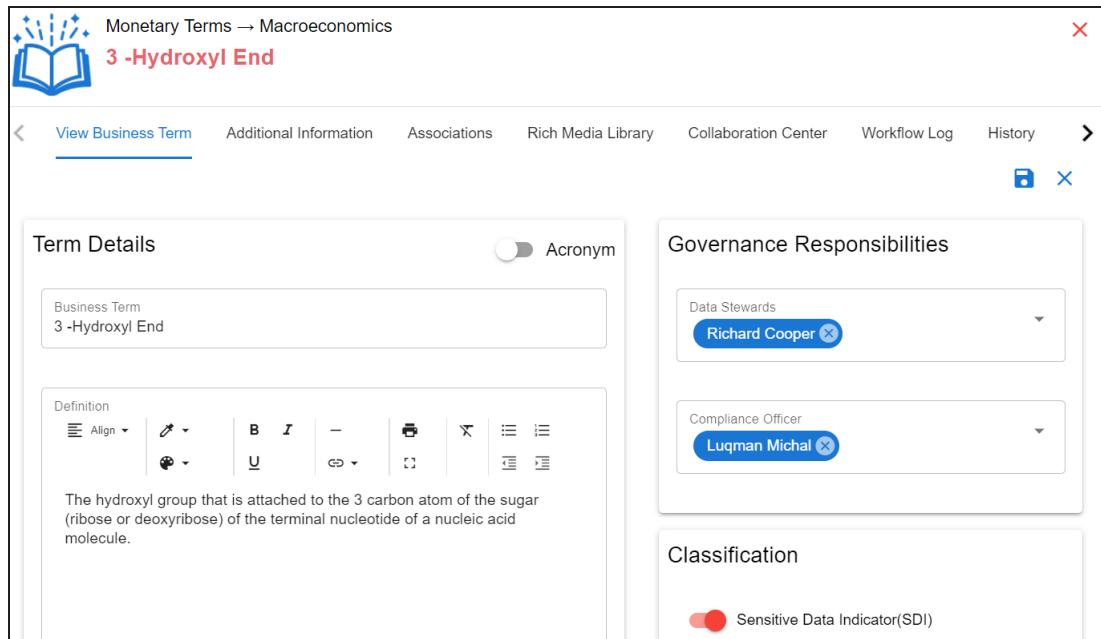 Monetary Terms → Macroeconomics
3 -Hydroxyl End
View Business Term
Additional Information
Associations
Rich Media Library
Collaboration Center
Workflow Log
History
Term Details
Acronym
Business Term
3 -Hydroxyl End
Definition
Align
B
I
U
The hydroxyl group that is attached to the 3 carbon atom of the sugar
(ribose or deoxyribose) of the terminal nucleotide of a nucleic acid
molecule.
Governance Responsibilities
Data Stewards
Richard Cooper
Compliance Officer
Luqman Michal
Classification
Sensitive Data Indicator(SDI)